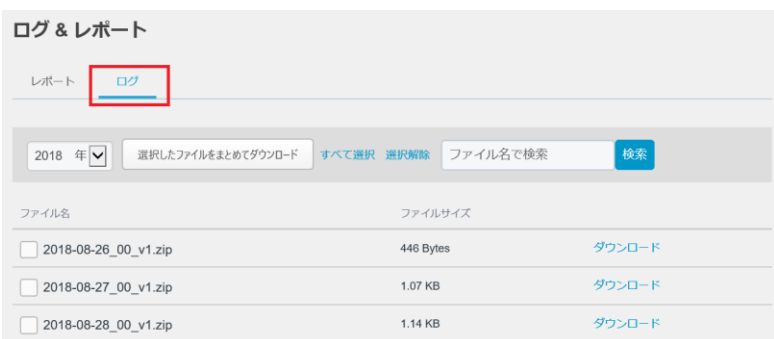 ログ & レポート
レポート ログ
2018 年 選択したファイルをまとめてダウンロード すべて選択 選択解除 ファイル名で検索 検索
ファイル名 ファイルサイズ
2018-08-26_00_v1.zip 446 Bytes ダウンロード
2018-08-27_00_v1.zip 1.07 KB ダウンロード
2018-08-28_00_v1.zip 1.14 KB ダウンロード